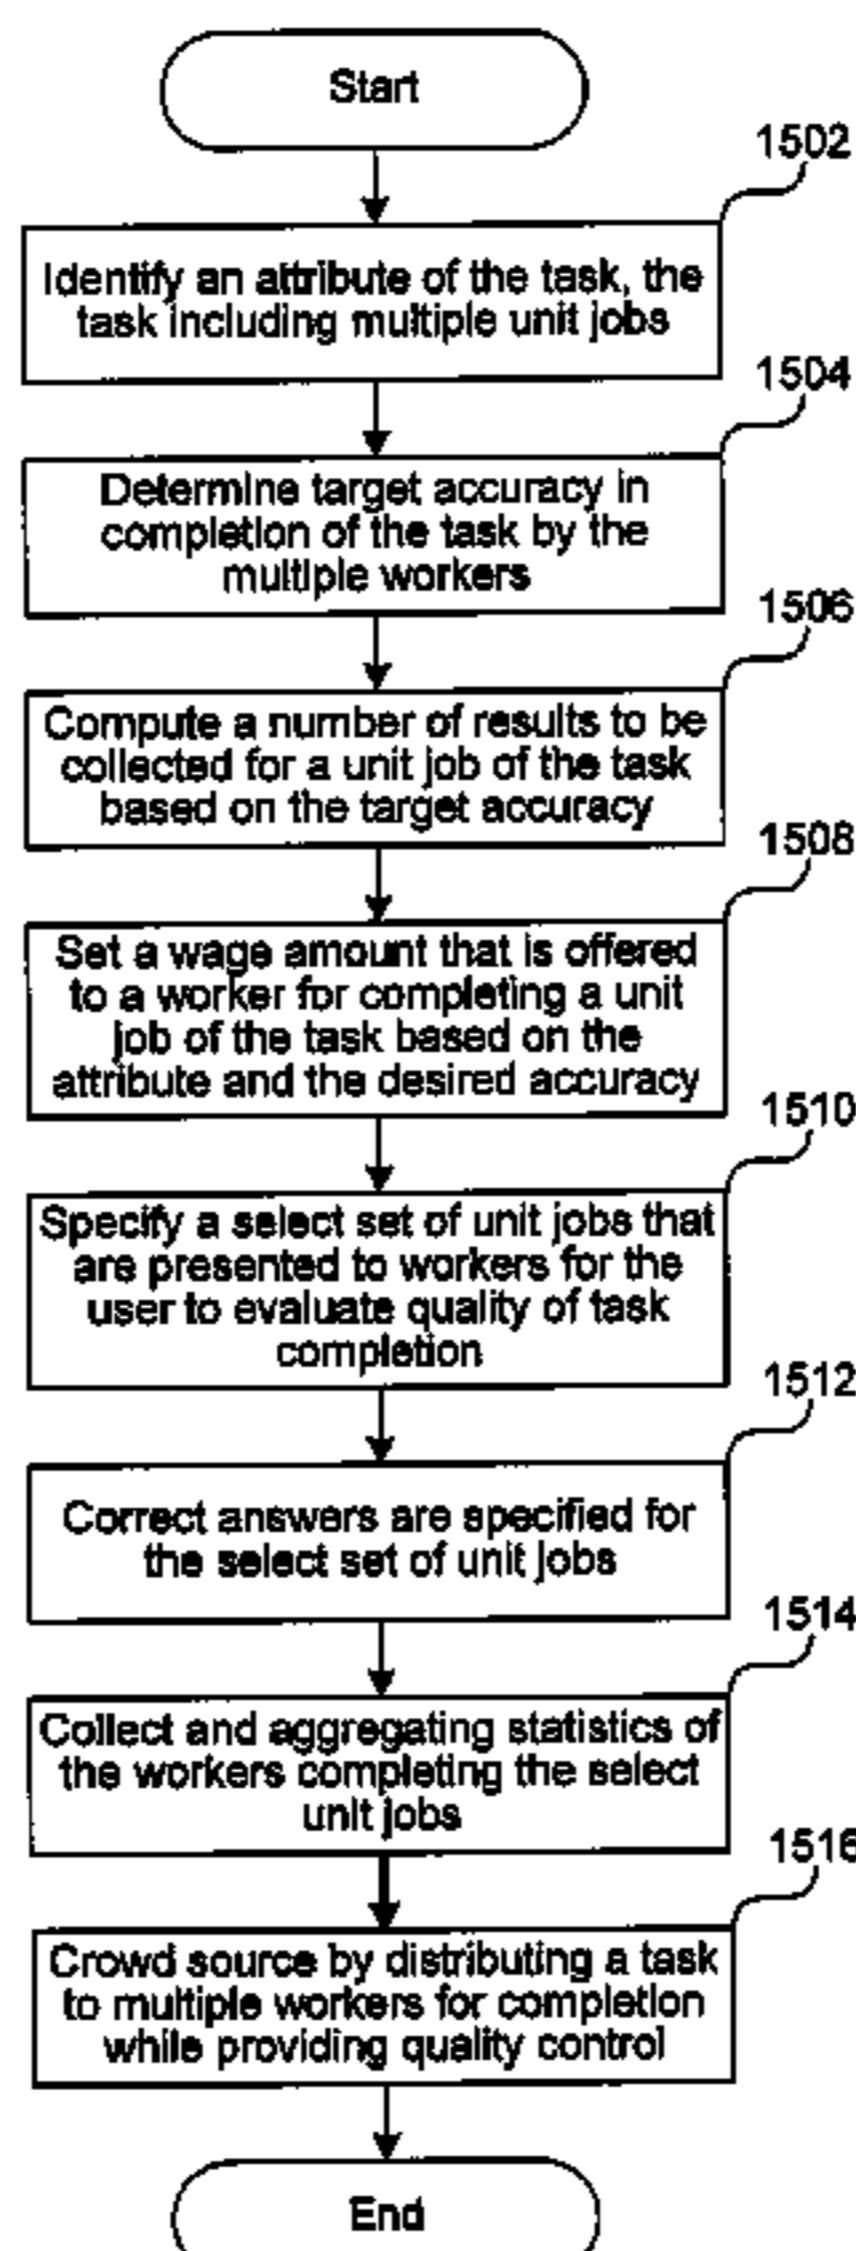 Start
1502
Identify an attribute of the task, the
task including multiple unit jobs
1504
Determine target accuracy in
completion of the task by the
multiple workers
1506
Compute a number of results to be
collected for a unit job of the task
based on the target accuracy
1508
Set a wage amount that is offered
to a worker for completing a unit
job of the task based on the
attribute and the desired accuracy
1510
Specify a select set of unit jobs that
are presented to workers for the
user to evaluate quality of task
completion
1512
Correct answers are specified for
the select set of unit jobs
1514
Collect and aggregating statistics of
the workers completing the select
unit jobs
1516
Crowd source by distributing a task
to multiple workers for completion
while providing quality control
End